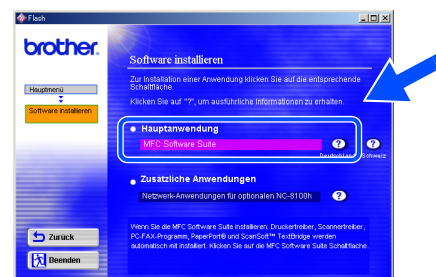 Flash
brother.
Software installieren
Zur Installation einer Anwendung klicken Sie auf die entsprechende
Schaltfläche.
Klicken Sie auf "?", um ausführliche Informationen zu erhalten.
Hauptmenü
Software installieren
Hauptanwendung
MFC Software Suite
?
?
Schweiz
Zusätzliche Anwendungen
Netzwerk-Anwendungen für optionalen NC-8100h
?
Wenn Sie die MFC Software Suite installieren: Druckertreiber, Scannertreiber,
PC-FAX-Programm, PaperPort® und ScanSoft™ TextBridge werden
automatisch mit installiert. Klicken Sie auf die MFC Software Suite Schaltfläche.
Zurück
Beenden